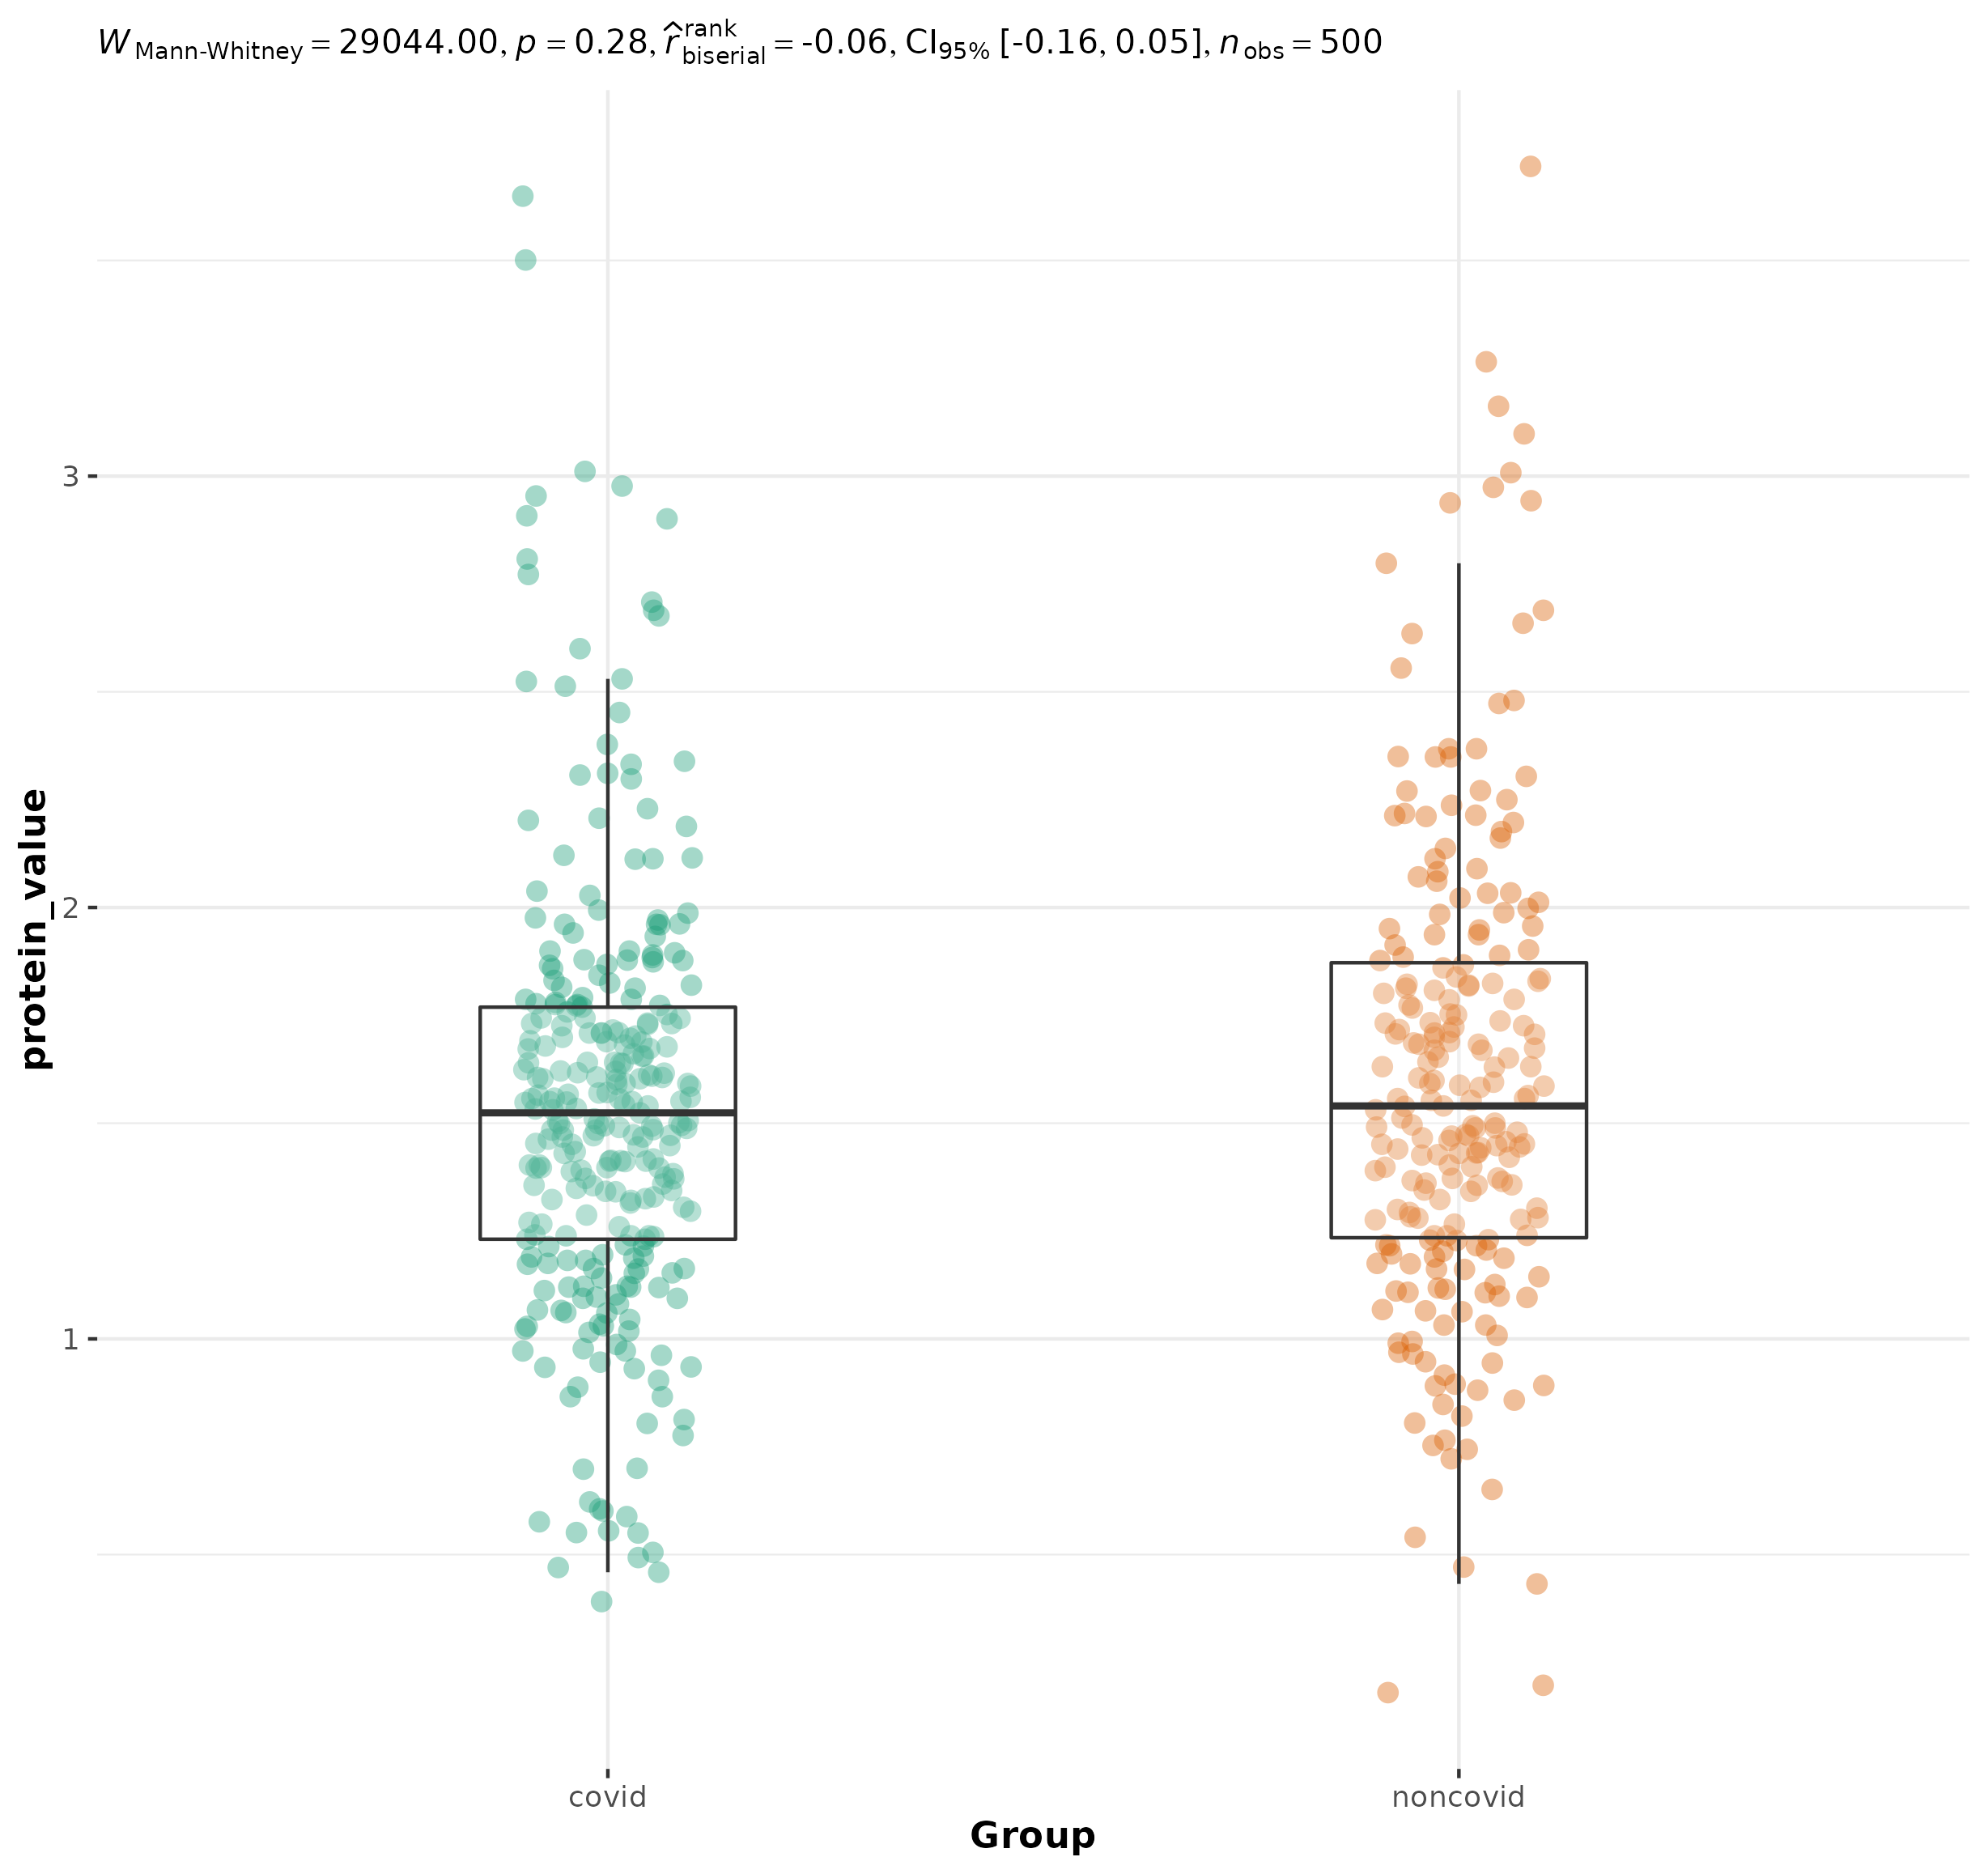 W Mann-Whitney = 29044.00, p = 0.28, r̂ rank biserial = -0.06, CI95% [-0.16, 0.05], n obs = 500
protein_value
3
2
1
covid noncovid
Group